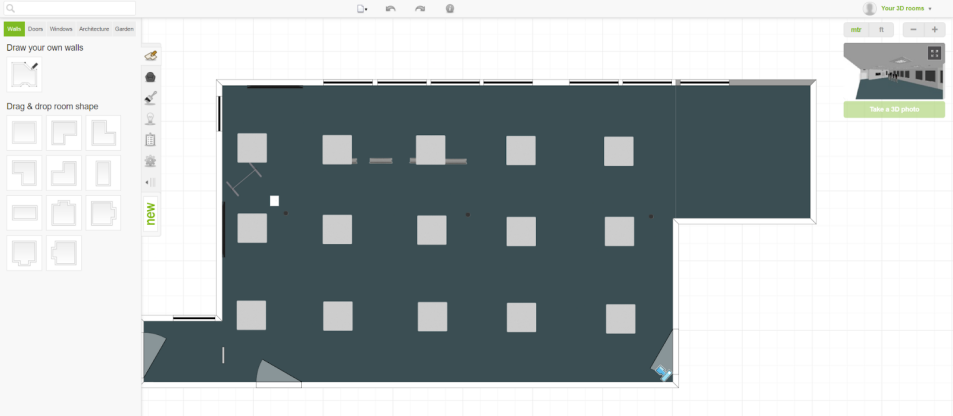 Your 3D rooms
Walls Doors Windows Architecture Garden
Draw your own walls
Drag & drop room shape
new
mtr ft
Take a 3D photo